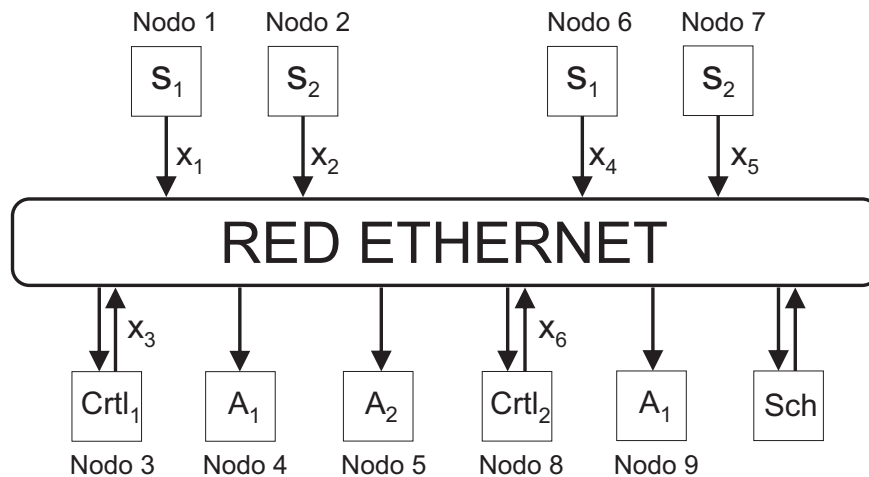 Nodo 1 Nodo 2 Nodo 6 Nodo 7
S₁ S₂ S₁ S₂
x₁ x₂ x₄ x₅
RED ETHERNET
x₃ x₆
Crtl₁ A₁ A₂ Crtl₂ A₁ Sch
Nodo 3 Nodo 4 Nodo 5 Nodo 8 Nodo 9